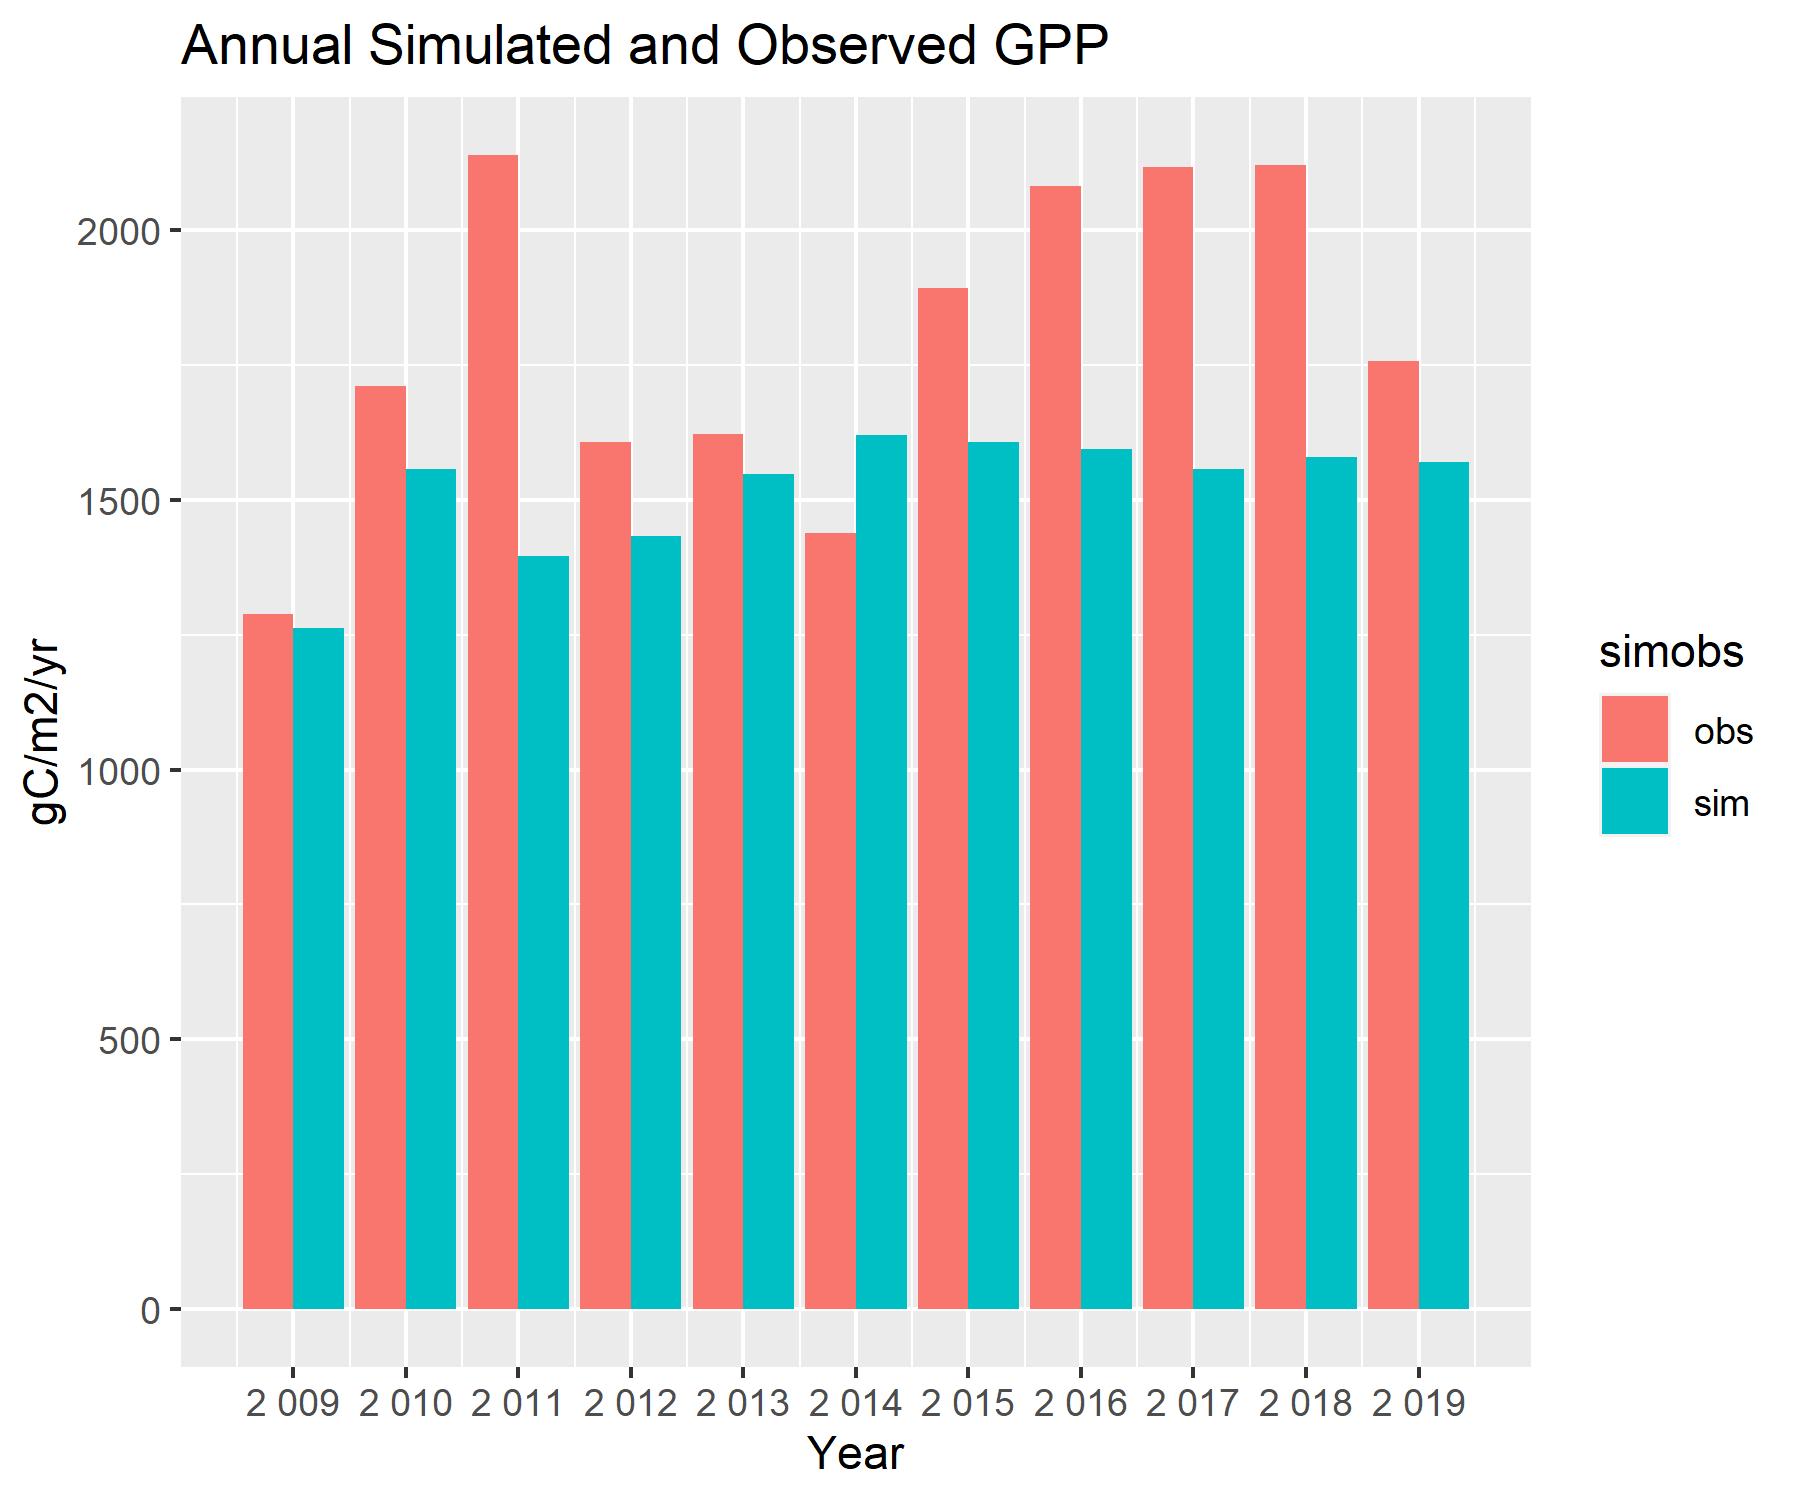 Annual Simulated and Observed GPP
gC/m2/yr
2000
1500
1000
500
0
2 009 2 010 2 011 2 012 2 013 2 014 2 015 2 016 2 017 2 018 2 019
Year
simobs
obs
sim